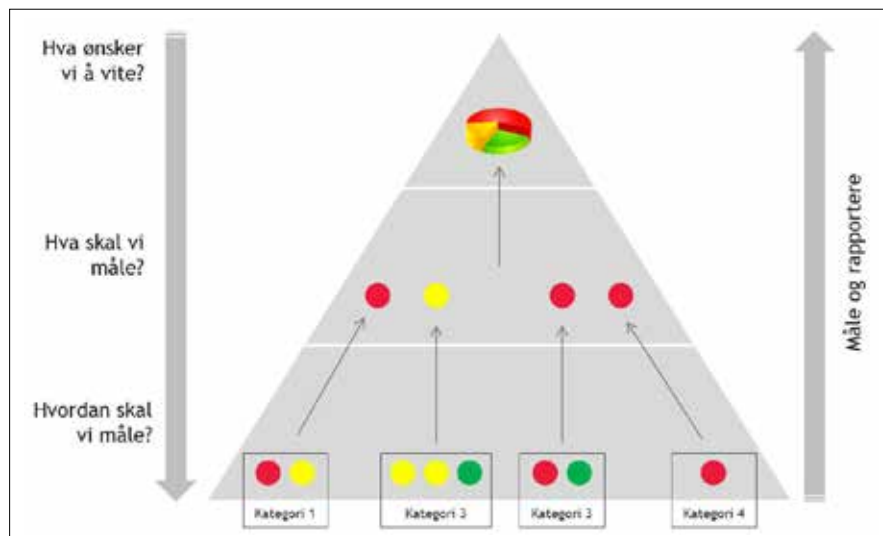 Hva ønsker
vi å vite?
Hva skal vi
måle?
Hvordan skal
vi måle?
Måle og rapportere
Kategori 1
Kategori 3
Kategori 3
Kategori 4